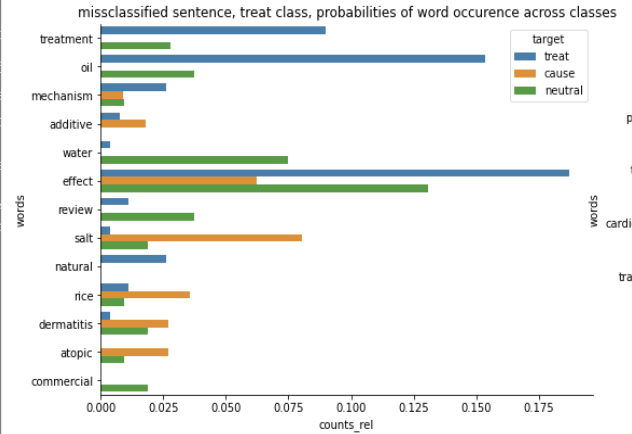 missclassified sentence, treat class, probabilities of word occurence across classes
target
treat
cause
neutral
words
treatment
oil
mechanism
additive
water
effect
review
salt
natural
rice
dermatitis
atopic
commercial
0.000 0.025 0.050 0.075 0.100 0.125 0.150 0.175
counts_rel
words
p
cardi
tra